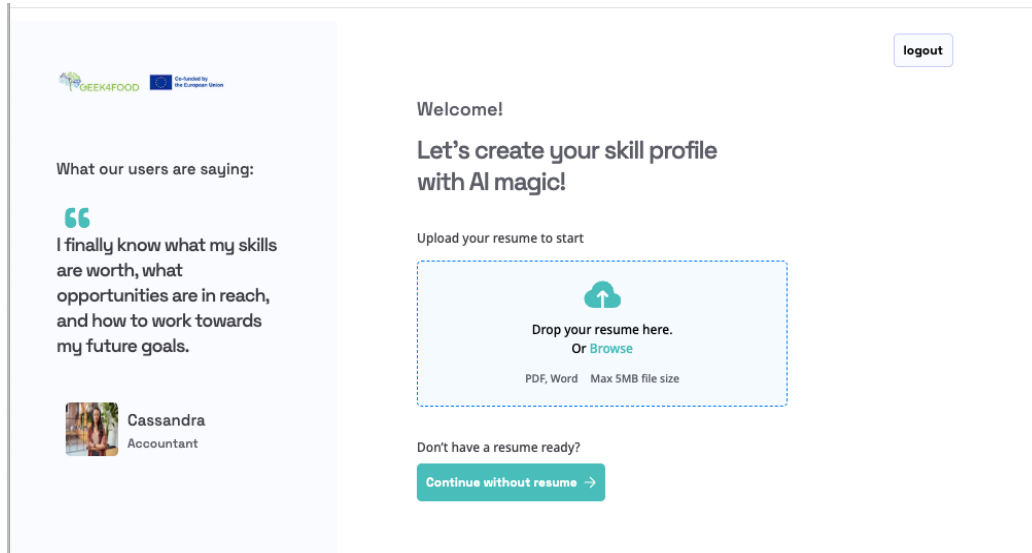 logout
GEEK4FOOD
Co-funded by
the European Union
What our users are saying:
I finally know what my skills
are worth, what
opportunities are in reach,
and how to work towards
my future goals.
Cassandra
Accountant
Welcome!
Let's create your skill profile
with AI magic!
Upload your resume to start
Drop your resume here.
Or Browse
PDF, Word Max 5MB file size
Don't have a resume ready?
Continue without resume →